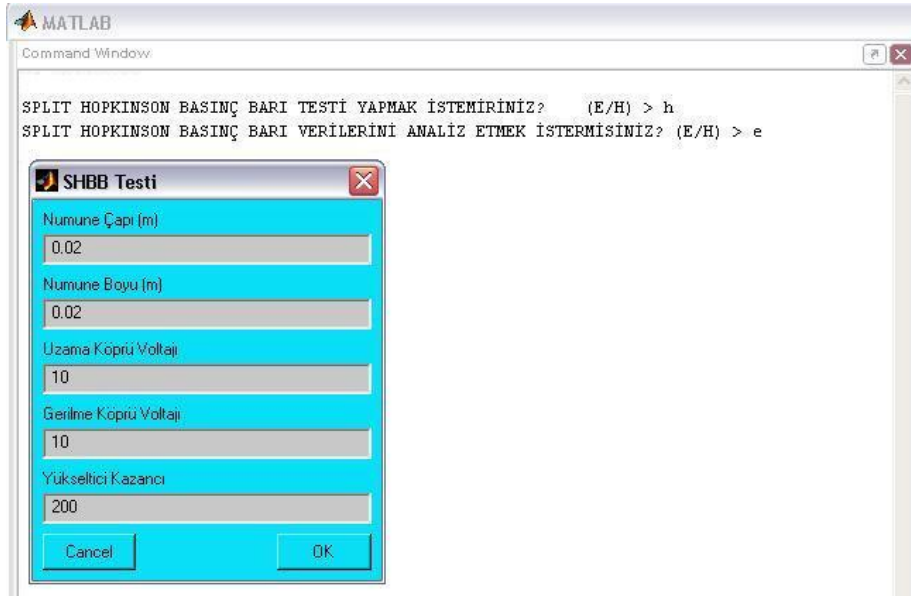 MATLAB
Command Window
SPLIT HOPKINSON BASINÇ BARI TESTİ YAPMAK İSTEMİRİNİZ? (E/H) > h
SPLIT HOPKINSON BASINÇ BARI VERİLERİNİ ANALİZ ETMEK İSTERMİSİNİZ? (E/H) > e
SHBB Testi
Numune Çapı (m)
0.02
Numune Boyu (m)
0.02
Uzama Köprü Voltajı
10
Gerilme Köprü Voltajı
10
Yükseltici Kazancı
200
Cancel OK